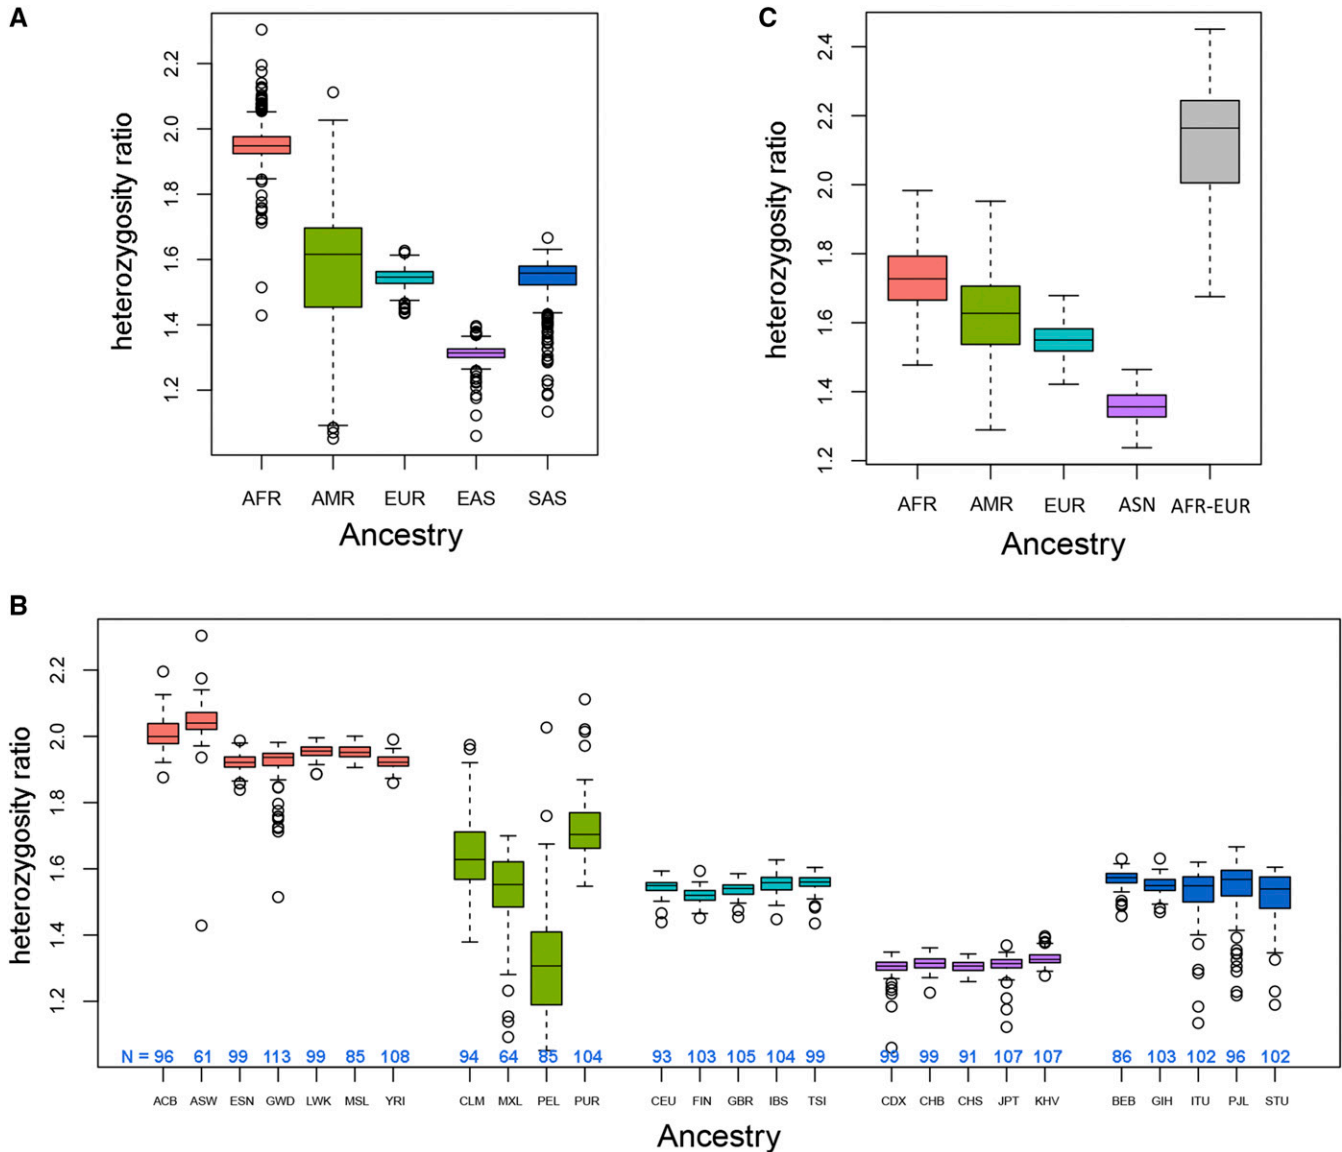 A
heterozygosity ratio
2.2
2.0
1.8
1.6
1.4
1.2
AFR AMR EUR EAS SAS
Ancestry
C
heterozygosity ratio
2.4
2.2
2.0
1.8
1.6
1.4
1.2
AFR AMR EUR ASN AFR-EUR
Ancestry
B
heterozygosity ratio
2.2
2.0
1.8
1.6
1.4
1.2
N = 96 61 99 113 99 85 108 94 64 85 104 93 103 105 104 99 99 99 91 107 107 86 103 102 96 102
ACB ASW ESN GWD LWK MSL YRI CLM MXL PEL PUR CEU FIN GBR IBS TSI CDX CHB CHS JPT KHV BEB GIH ITU PJL STU
Ancestry